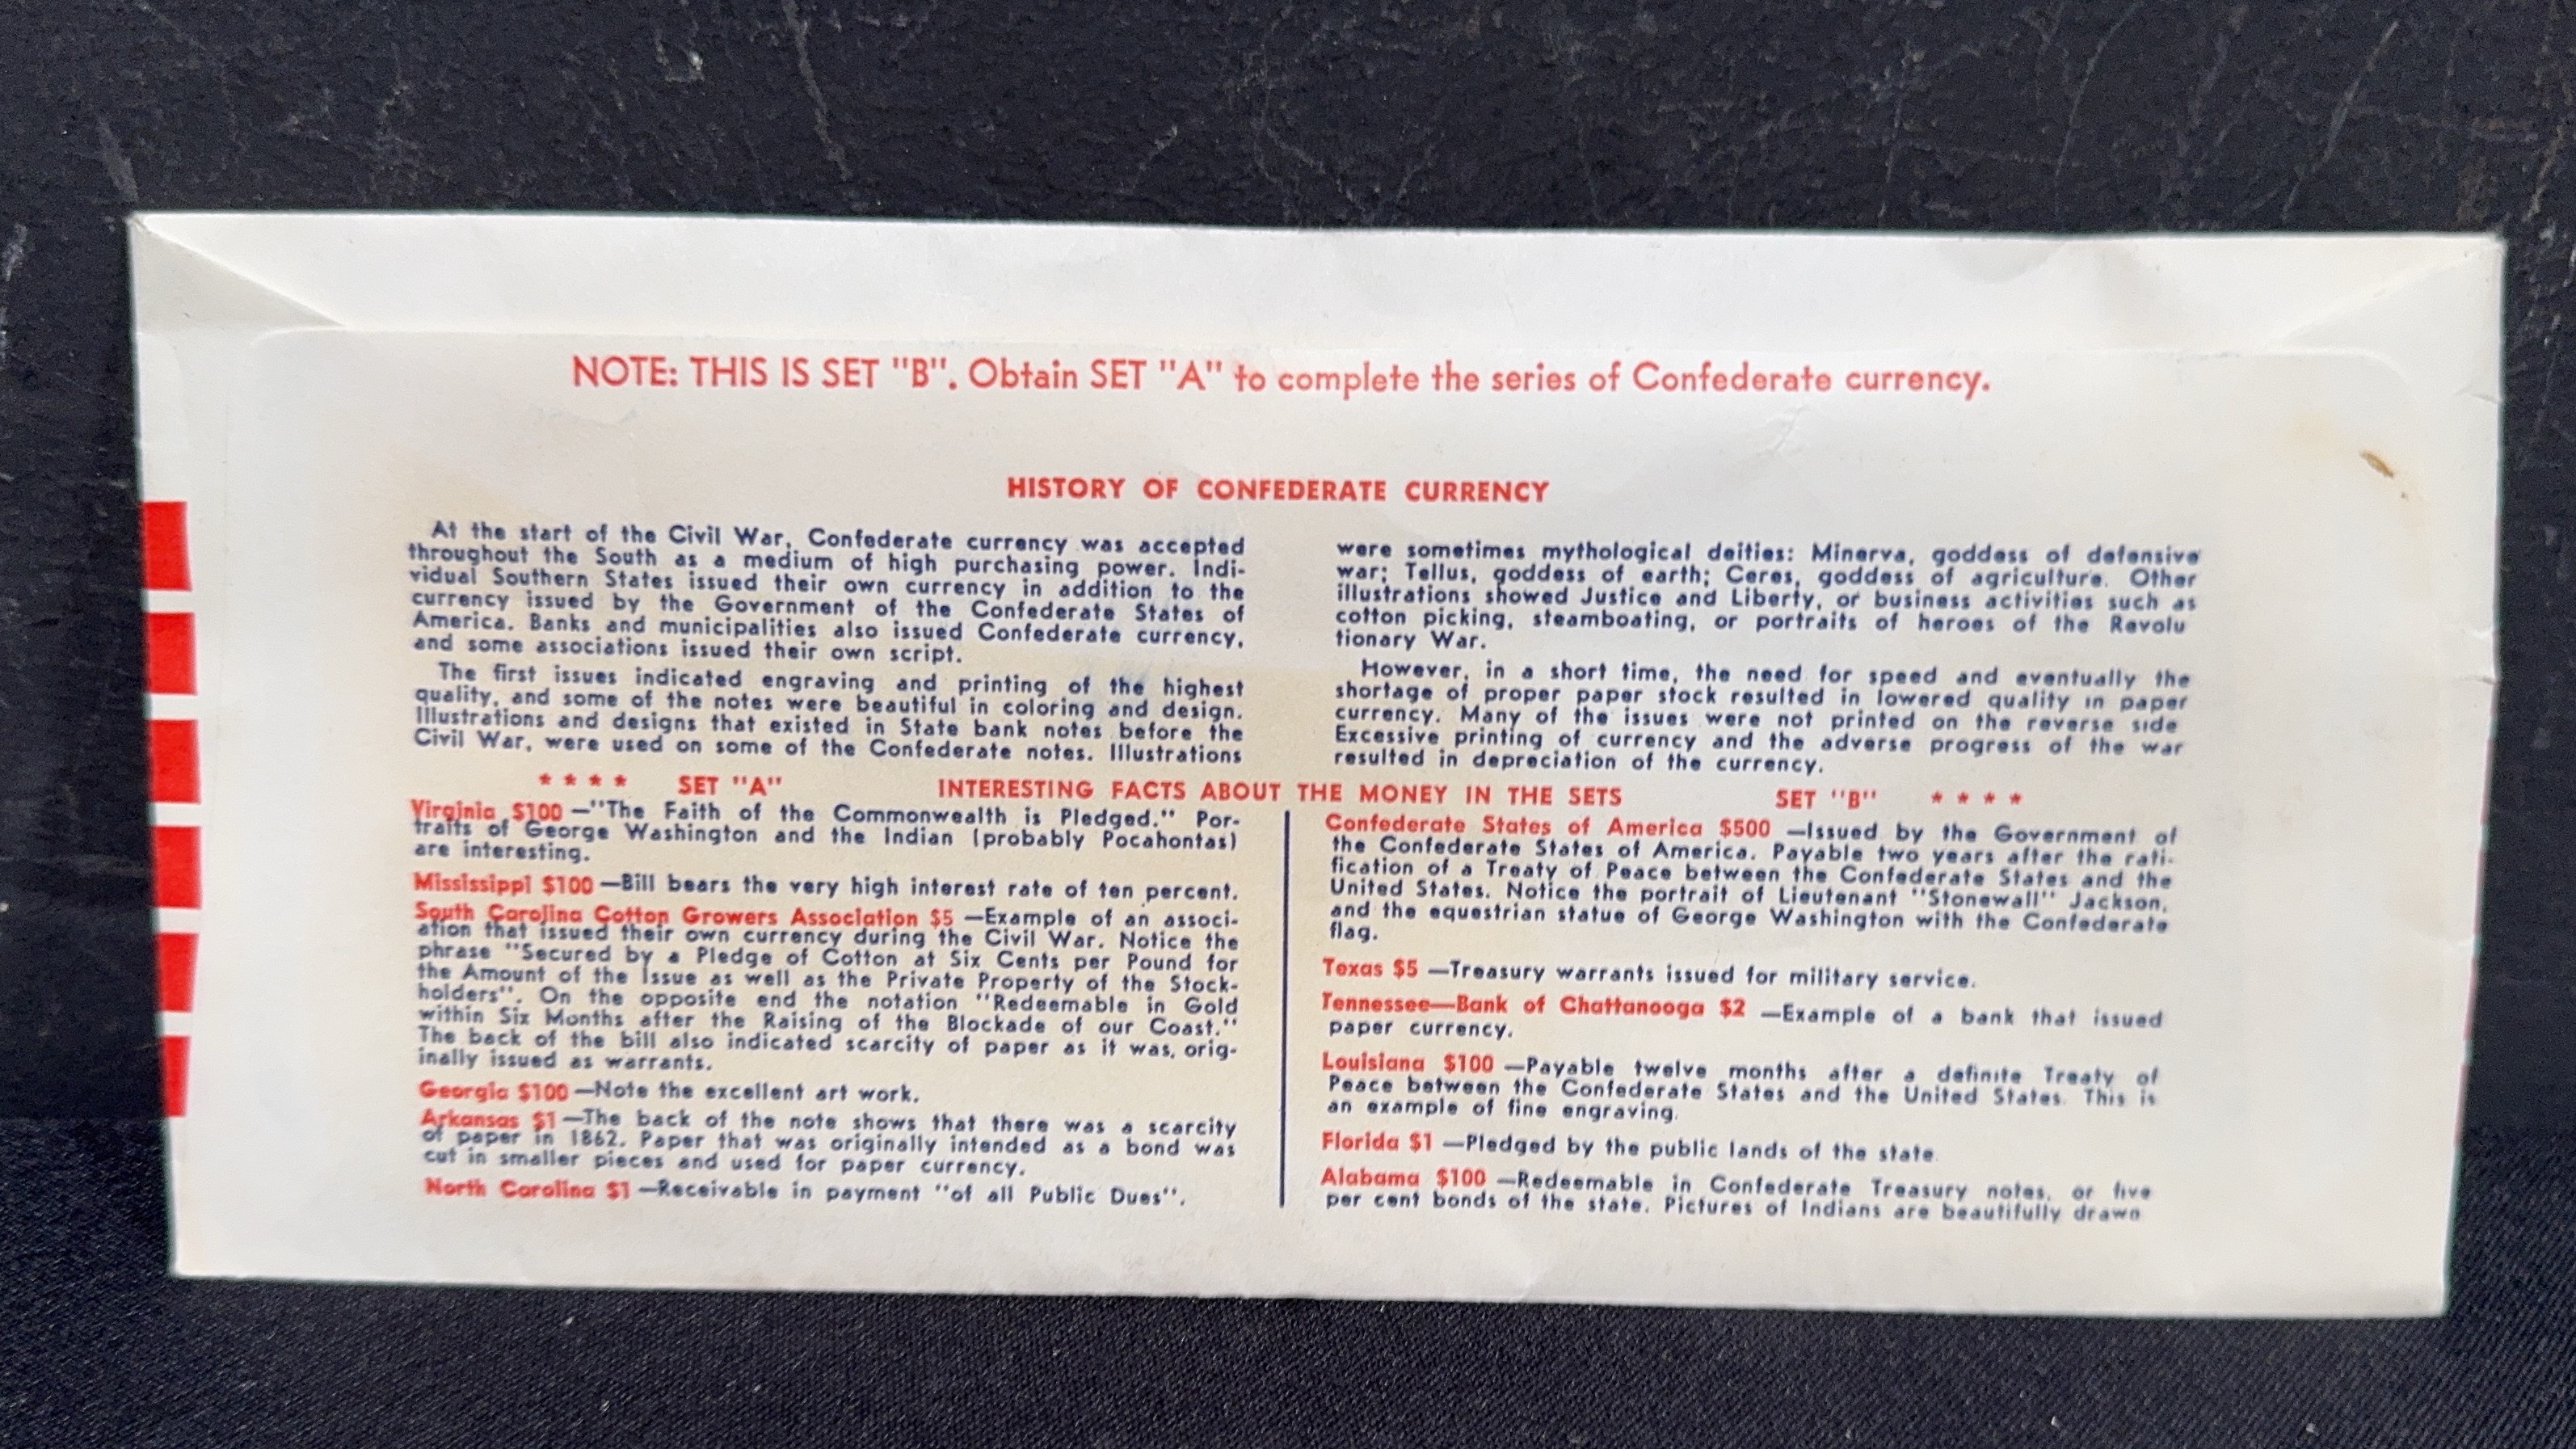 NOTE: THIS IS SET "B". Obtain SET "A" to complete the series of Confederate currency.
HISTORY OF CONFEDERATE CURRENCY
At the start of the Civil War, Confederate currency was accepted
throughout the South as a medium of high purchasing power. Indi-
vidual Southern States issued their own currency in addition to the
currency issued by the Government of the Confederate States of
America. Banks and municipalities also issued Confederate currency,
and some associations issued their own script.
The first issues indicated engraving and printing of the highest
quality, and some of the notes were beautiful in coloring and design.
Illustrations and designs that existed in State bank notes before the
Civil War, were used on some of the Confederate notes. Illustrations
were sometimes mythological deities: Minerva, goddess of defensive
war; Tellus, goddess of earth; Ceres, goddess of agriculture. Other
illustrations showed Justice and Liberty, or business activities such as
cotton picking, steamboating, or portraits of heroes of the Revolu
tionary War.
However, in a short time, the need for speed and eventually the
shortage of proper paper stock resulted in lowered quality in paper
currency. Many of the issues were not printed on the reverse side
Excessive printing of currency and the adverse progress of the war
resulted in depreciation of the currency.
* * * * SET "A" INTERESTING FACTS ABOUT THE MONEY IN THE SETS SET "B" * * * *
Virginia $100 —"The Faith of the Commonwealth is Pledged." Por-
traits of George Washington and the Indian (probably Pocahontas)
are interesting.
Mississippi $100 —Bill bears the very high interest rate of ten percent.
South Carolina Cotton Growers Association $5 —Example of an associ-
ation that issued their own currency during the Civil War. Notice the
phrase "Secured by a Pledge of Cotton at Six Cents per Pound for
the Amount of the Issue as well as the Private Property of the Stock-
holders". On the opposite end the notation "Redeemable in Gold
within Six Months after the Raising of the Blockade of our Coast."
The back of the bill also indicated scarcity of paper as it was, orig-
inally issued as warrants.
Georgia $100 —Note the excellent art work.
Arkansas $1 —The back of the note shows that there was a scarcity
of paper in 1862. Paper that was originally intended as a bond was
cut in smaller pieces and used for paper currency.
North Carolina $1 —Receivable in payment "of all Public Dues".
Confederate States of America $500 —Issued by the Government of
the Confederate States of America. Payable two years after the rati-
fication of a Treaty of Peace between the Confederate States and the
United States. Notice the portrait of Lieutenant "Stonewall" Jackson,
and the equestrian statue of George Washington with the Confederate
flag.
Texas $5 —Treasury warrants issued for military service.
Tennessee—Bank of Chattanooga $2 —Example of a bank that issued
paper currency.
Louisiana $100 —Payable twelve months after a definite Treaty of
Peace between the Confederate States and the United States. This is
an example of fine engraving.
Florida $1 —Pledged by the public lands of the state
Alabama $100 —Redeemable in Confederate Treasury notes, or five
per cent bonds of the state. Pictures of Indians are beautifully drawn